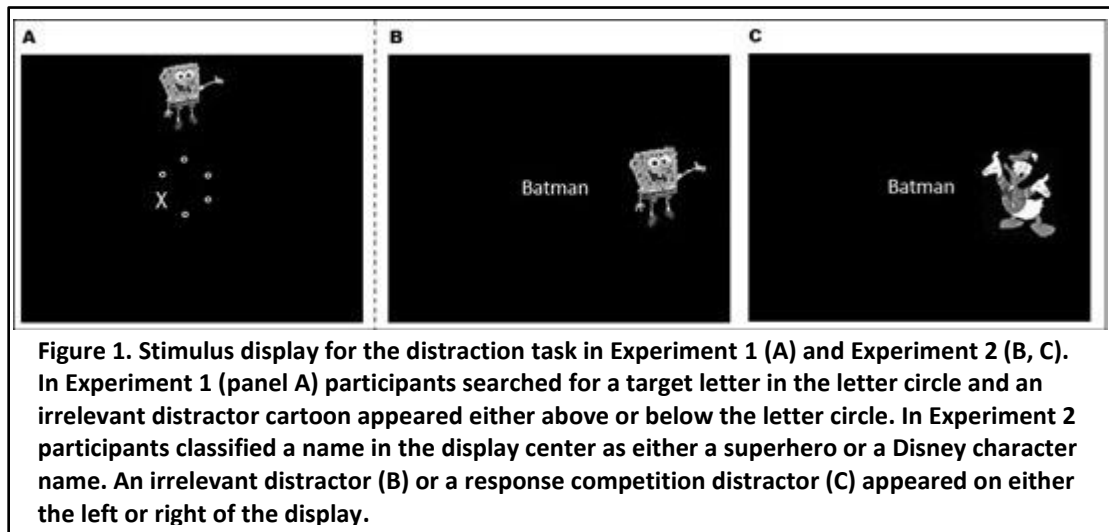 A
B
C
X
Batman
Batman
Figure 1. Stimulus display for the distraction task in Experiment 1 (A) and Experiment 2 (B, C).
In Experiment 1 (panel A) participants searched for a target letter in the letter circle and an
irrelevant distractor cartoon appeared either above or below the letter circle. In Experiment 2
participants classified a name in the display center as either a superhero or a Disney character
name. An irrelevant distractor (B) or a response competition distractor (C) appeared on either
the left or right of the display.